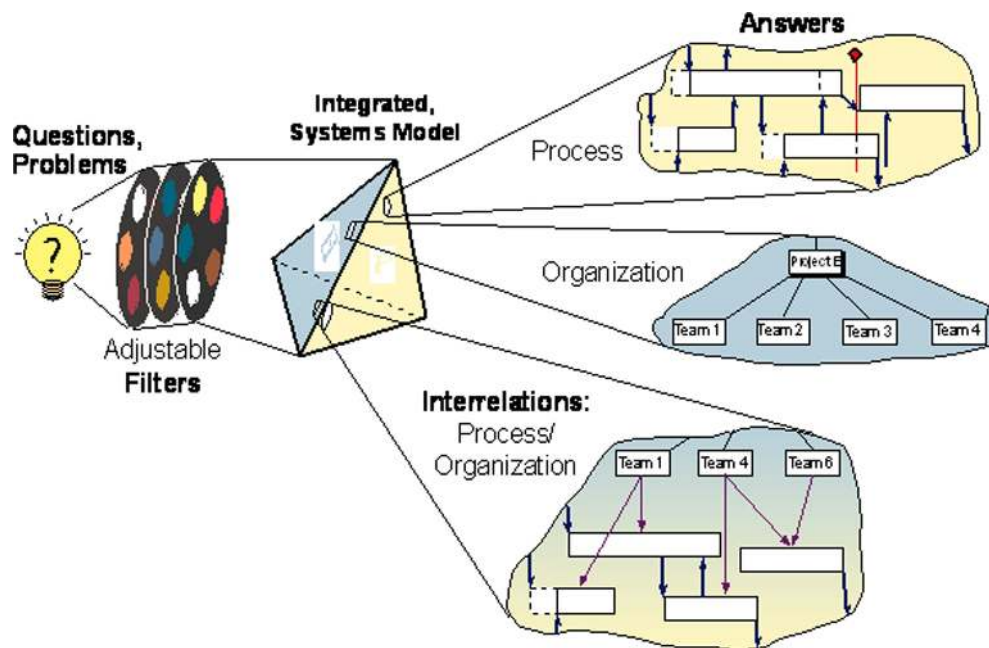 Answers
Questions,
Problems
Integrated,
Systems Model
Process
?
Organization
Project E
Team 1
Team 2
Team 3
Team 4
Adjustable
Filters
Interrelations:
Process/
Organization
Team 1
Team 4
Team 6